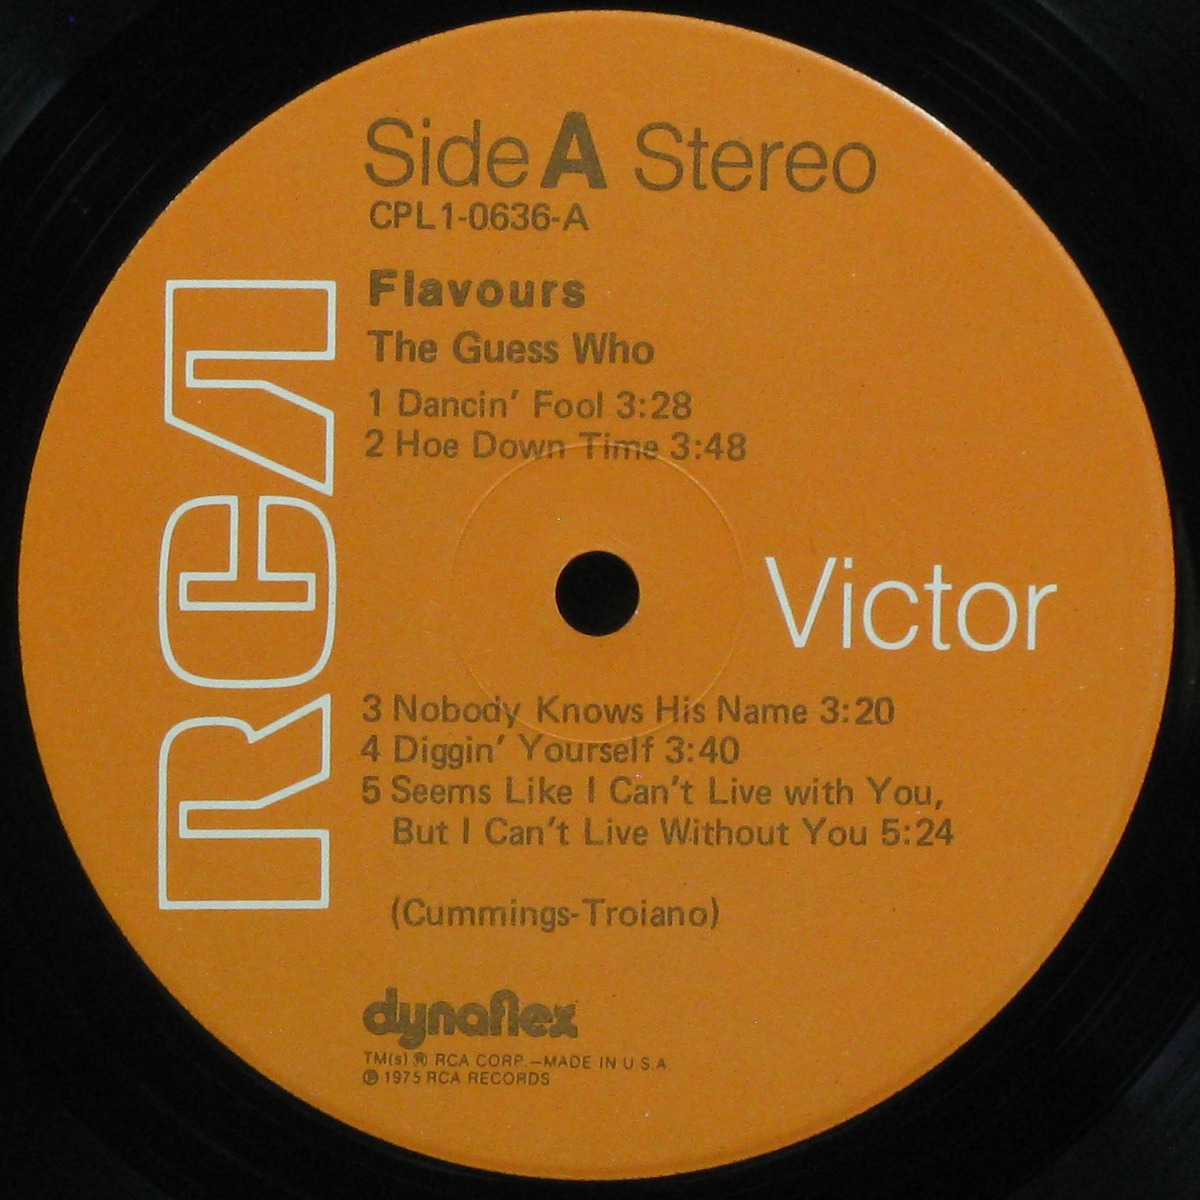 Side A Stereo
CPL1-0636-A
Flavours
The Guess Who
1 Dancin' Fool 3:28
2 Hoe Down Time 3:48
RCA
Victor
3 Nobody Knows His Name 3:20
4 Diggin' Yourself 3:40
5 Seems Like I Can't Live with You,
But I Can't Live Without You 5:24
(Cummings-Troiano)
dynaflex
TM(s) ® RCA CORP.—MADE IN U.S.A.
℗ 1975 RCA RECORDS